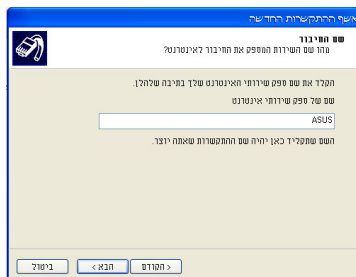 אשף ההתקשרות החדשה
שם החיבור
מהו שם השירות המספק את החיבור לאינטרנט?
הקלד את שם ספק שירותי האינטרנט שלך בתיבה שלהלן.
שם של ספק שירותי אינטרנט
ASUS
השם שתקליד כאן יהיה שם ההתקשרות שאתה יוצר.
< הקודם
הבא >
ביטול